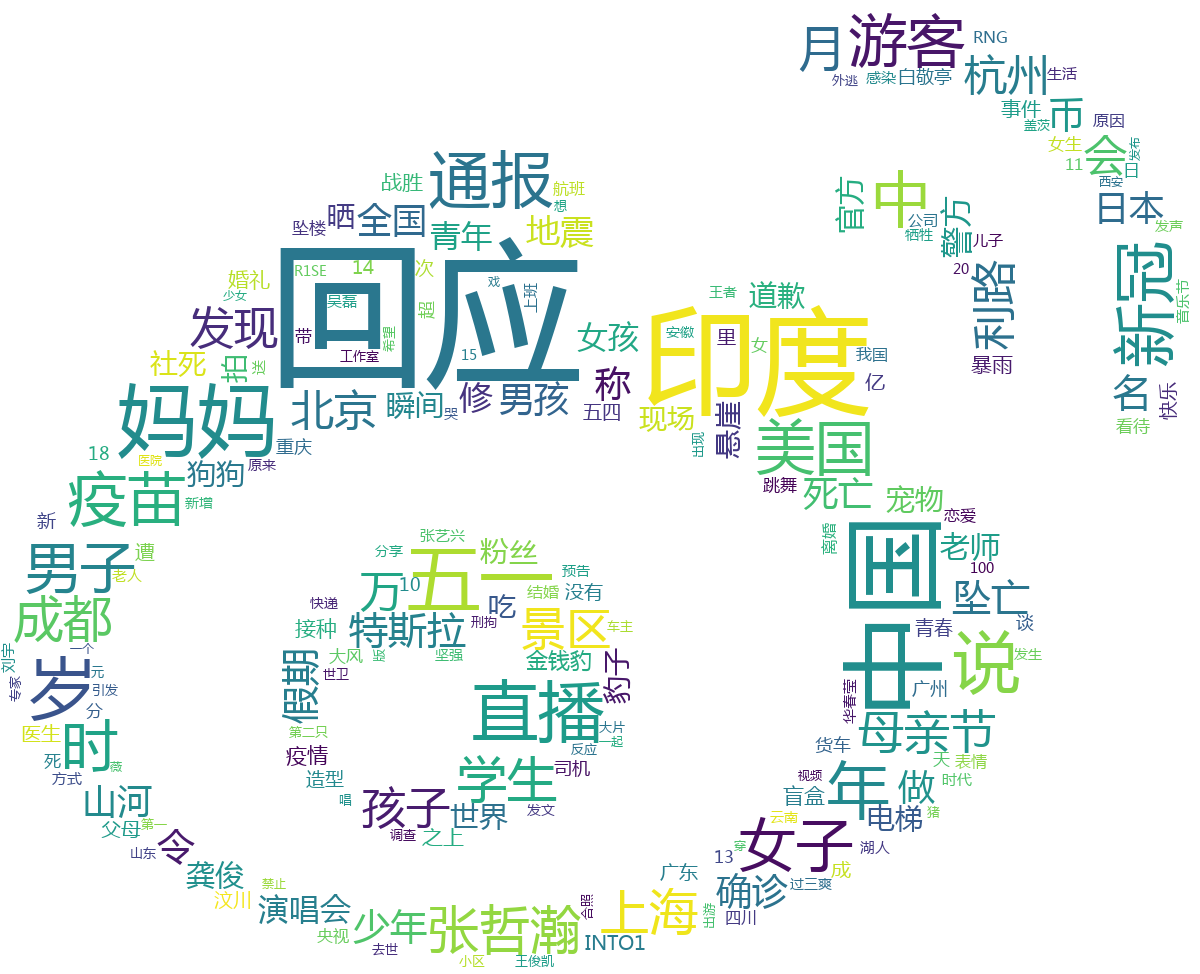 月
游客
RNG
外逃
感染
白敬亭
杭州
生活
事件
盖茨
币
原因
女生
会
发布
11
日
西安
日本
发声
战胜
通报
航班
想
坠楼
晒
全国
青年
地震
官方
中
公司
牺牲
警方
儿子
20
利路
暴雨
新冠
音乐节
名
快乐
看待
婚礼
少女
R1SE
14
次
回应
吴磊
超
戏
上班
发现
带
工作室
希望
15
女孩
王者
道歉
印度
安徽
里
女
我国
亿
社死
拍
送
称
五四
妈妈
北京
瞬间
哭
修
男孩
现场
出现
悬崖
美国
跳舞
死亡
宠物
恋爱
18
医院
狗狗
原来
重庆
疫苗
新增
新
男子
遭
老人
成都
张艺兴
分享
五一
粉丝
预告
万
10
结婚
没有
吃
快递
接种
特斯拉
刑拘
景区
车主
大风
坚强
金钱豹
豹子
世卫
假期
离婚
中国
老师
100
坠亡
谈
青春
说
发生
广州
华春莹
刘宇
一个
专家
岁
元
引发
分
第二只
直播
大片
一起
反应
医生
时
死
薇
方式
疫情
造型
唱
学生
司机
母亲节
货车
天
表情
时代
视频
年
做
盲盒
山河
父母
第一
山东
令
孩子
世界
发文
调查
之上
云南
电梯
猪
女子
穿
湖人
13
成
龚俊
汶川
禁止
演唱会
央视
少年
去世
张哲瀚
合照
小区
王俊凯
INTO1
广东
上海
出游
确诊
过三爽
四川